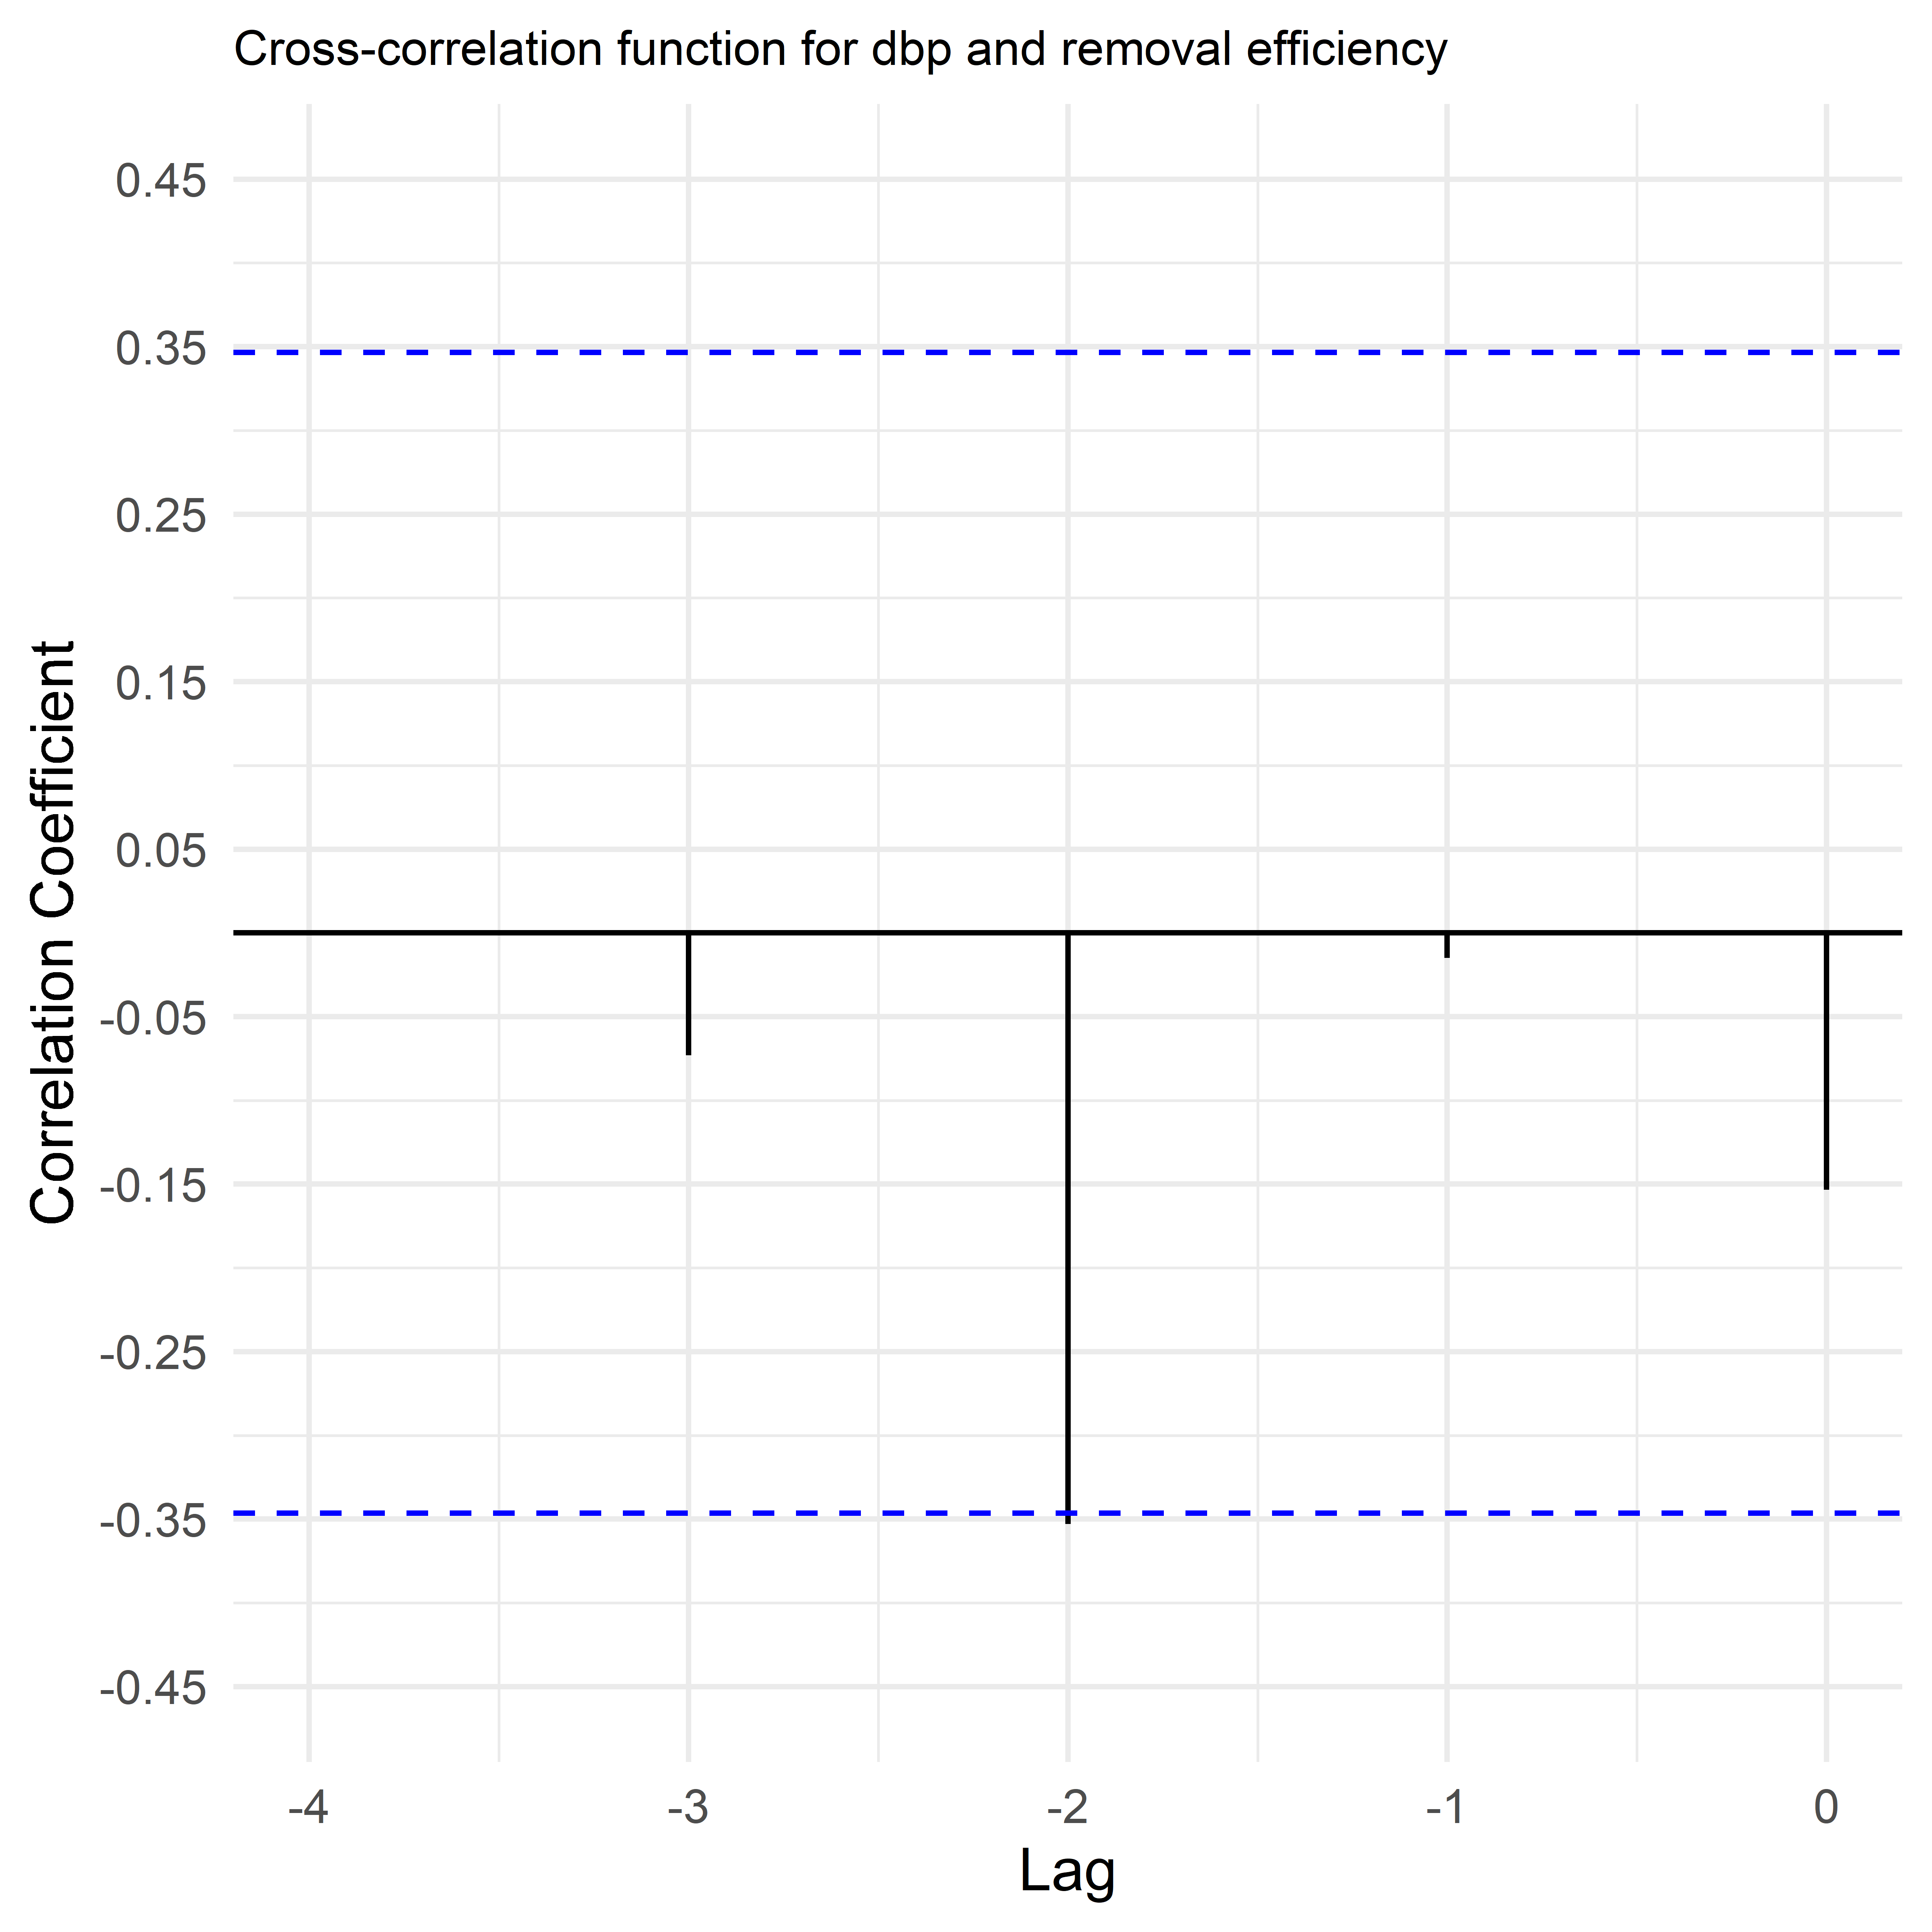 Cross-correlation function for dbp and removal efficiency
Correlation Coefficient
0.45
0.35
0.25
0.15
0.05
-0.05
-0.15
-0.25
-0.35
-0.45
-4 -3 -2 -1 0
Lag